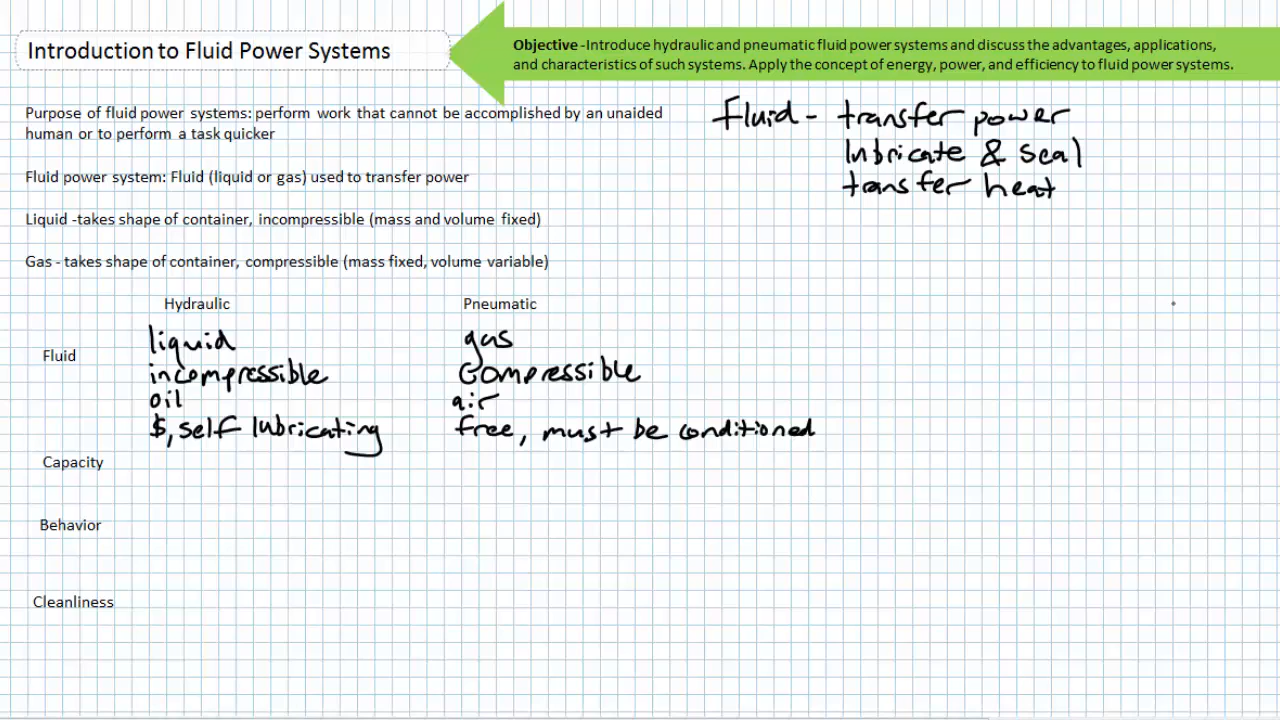 Introduction to Fluid Power Systems
Objective -Introduce hydraulic and pneumatic fluid power systems and discuss the advantages, applications,
and characteristics of such systems. Apply the concept of energy, power, and efficiency to fluid power systems.
Purpose of fluid power systems: perform work that cannot be accomplished by an unaided
human or to perform a task quicker
Fluid - transfer power
lubricate & seal
transfer heat
Fluid power system: Fluid (liquid or gas) used to transfer power
Liquid -takes shape of container, incompressible (mass and volume fixed)
Gas - takes shape of container, compressible (mass fixed, volume variable)
Hydraulic Pneumatic
Fluid
liquid gas
incompressible compressible
oil air
$, self lubricating free, must be conditioned
Capacity
Behavior
Cleanliness